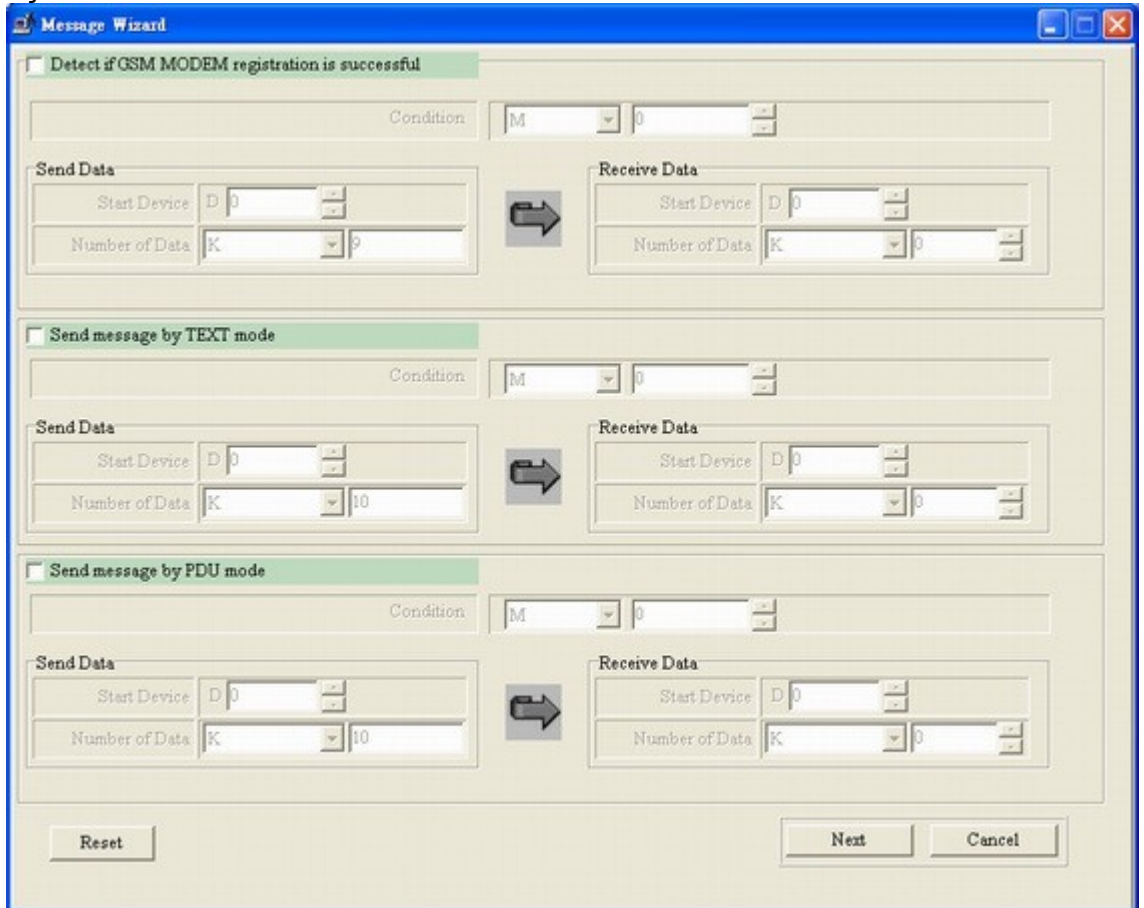 Message Wizard
Detect if GSM MODEM registration is successful
Condition M 0
Send Data
Start Device D 0
Number of Data K 9
Receive Data
Start Device D 0
Number of Data K 0
Send message by TEXT mode
Condition M 0
Send Data
Start Device D 0
Number of Data K 10
Receive Data
Start Device D 0
Number of Data K 0
Send message by PDU mode
Condition M 0
Send Data
Start Device D 0
Number of Data K 10
Receive Data
Start Device D 0
Number of Data K 0
Reset
Next
Cancel